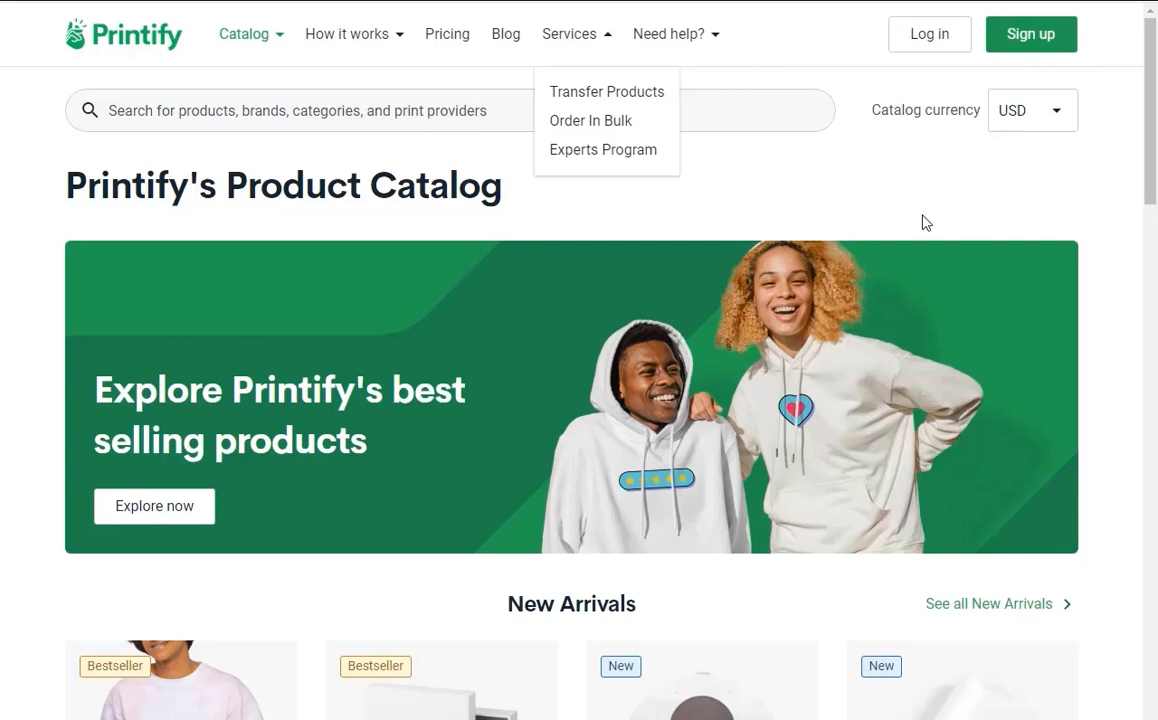 Printify
Catalog
How it works
Pricing
Blog
Services
Need help?
Log in
Sign up
Transfer Products
Order In Bulk
Experts Program
Search for products, brands, categories, and print providers
Catalog currency
USD
Printify's Product Catalog
Explore Printify's best
selling products
Explore now
New Arrivals
See all New Arrivals
Bestseller
Bestseller
New
New